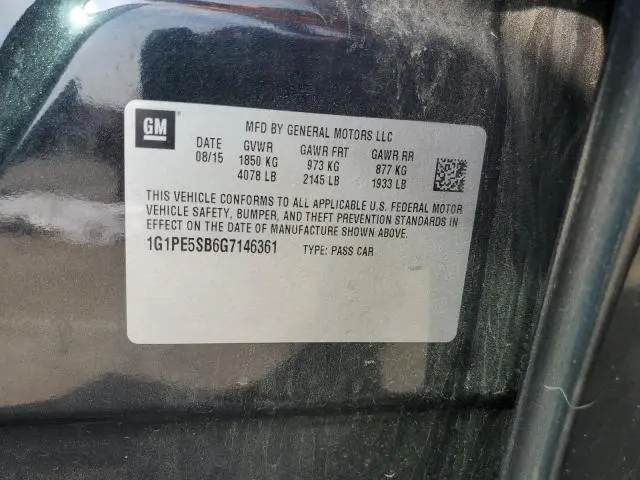 GM
MFD BY GENERAL MOTORS LLC
DATE GVWR GAWR FRT GAWR RR
08/15 1850 KG 973 KG 877 KG
4078 LB 2145 LB 1933 LB
THIS VEHICLE CONFORMS TO ALL APPLICABLE U.S. FEDERAL MOTOR
VEHICLE SAFETY, BUMPER, AND THEFT PREVENTION STANDARDS IN
EFFECT ON THE DATE OF MANUFACTURE SHOWN ABOVE.
1G1PE5SB6G7146361 TYPE: PASS CAR